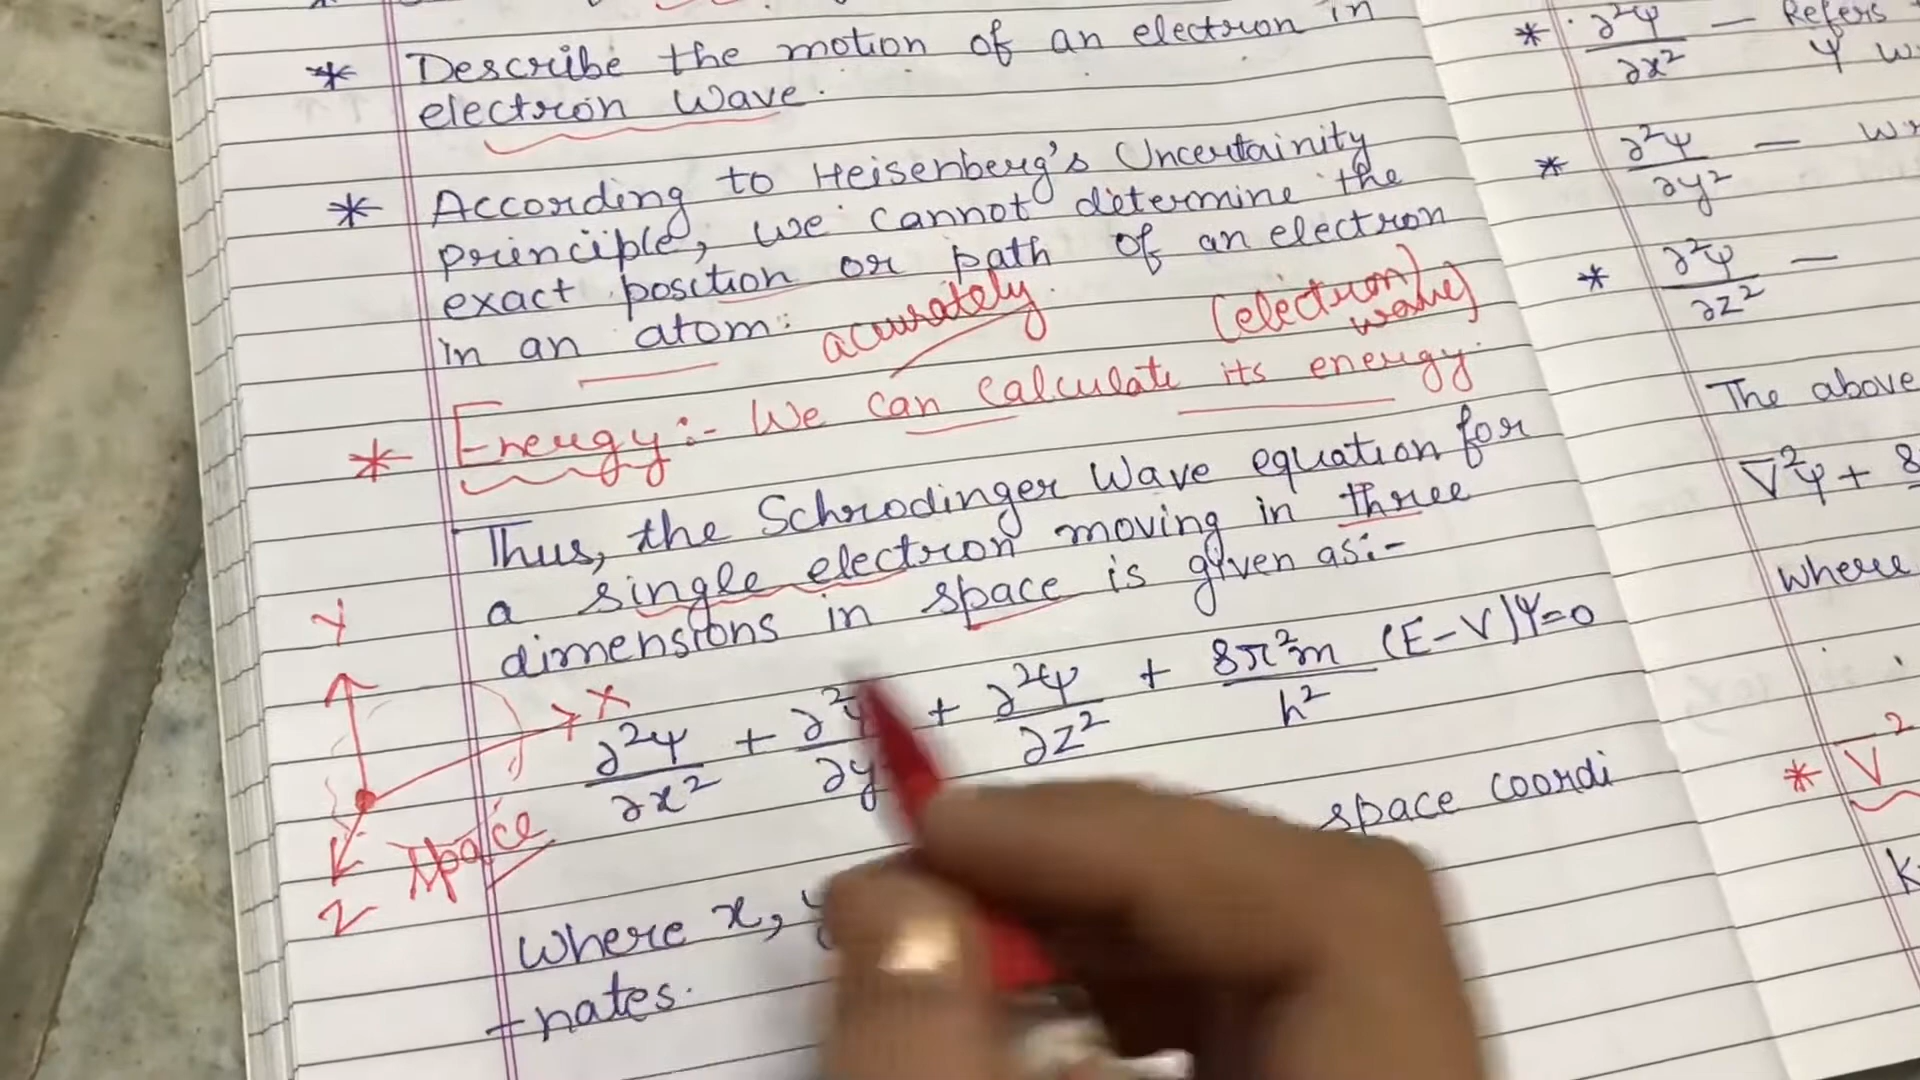 * Describe the motion of an electron in
electron wave.
* According to Heisenberg's Uncertainity
principle, we cannot determine the
exact position or path of an electron
in an atom: acurately (electron wave)
* Energy:- We can calculate its energy.
Thus, the Schrodinger Wave equation for
a single electron moving in three
dimensions in space is given as:-
∂²ψ/∂x² + ∂²ψ/∂y + ∂²ψ/∂z² + 8π²m/h² (E-V)ψ=0
Y
X
Z
Space
where x, space coordi
-nates.
* ∂²ψ/∂x² — Refers
ψ
* ∂²ψ/∂y² —
* ∂²ψ/∂z² —
The above
∇²ψ + 8
where
* ∇²